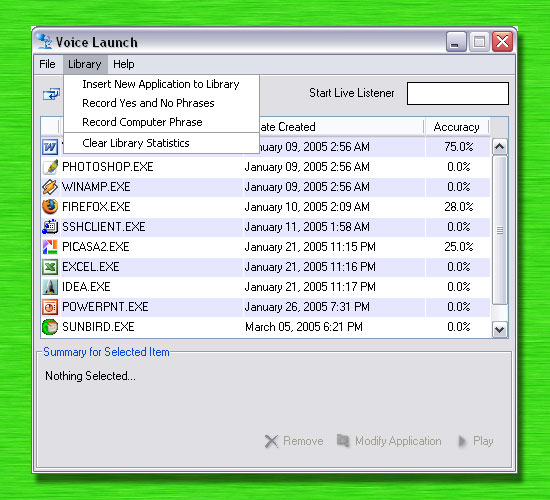 Voice Launch
File Library Help
Insert New Application to Library
Record Yes and No Phrases
Record Computer Phrase
Clear Library Statistics
Start Live Listener
ate Created Accuracy
nuary 09, 2005 2:56 AM 75.0%
PHOTOSHOP.EXE January 09, 2005 2:56 AM 0.0%
WINAMP.EXE January 09, 2005 2:56 AM 0.0%
FIREFOX.EXE January 10, 2005 2:09 AM 28.0%
SSHCLIENT.EXE January 11, 2005 1:58 AM 0.0%
PICASA2.EXE January 21, 2005 11:15 PM 25.0%
EXCEL.EXE January 21, 2005 11:16 PM 0.0%
IDEA.EXE January 21, 2005 11:17 PM 0.0%
POWERPNT.EXE January 26, 2005 7:31 PM 0.0%
SUNBIRD.EXE March 05, 2005 6:21 PM 0.0%
Summary for Selected Item
Nothing Selected...
Remove Modify Application Play